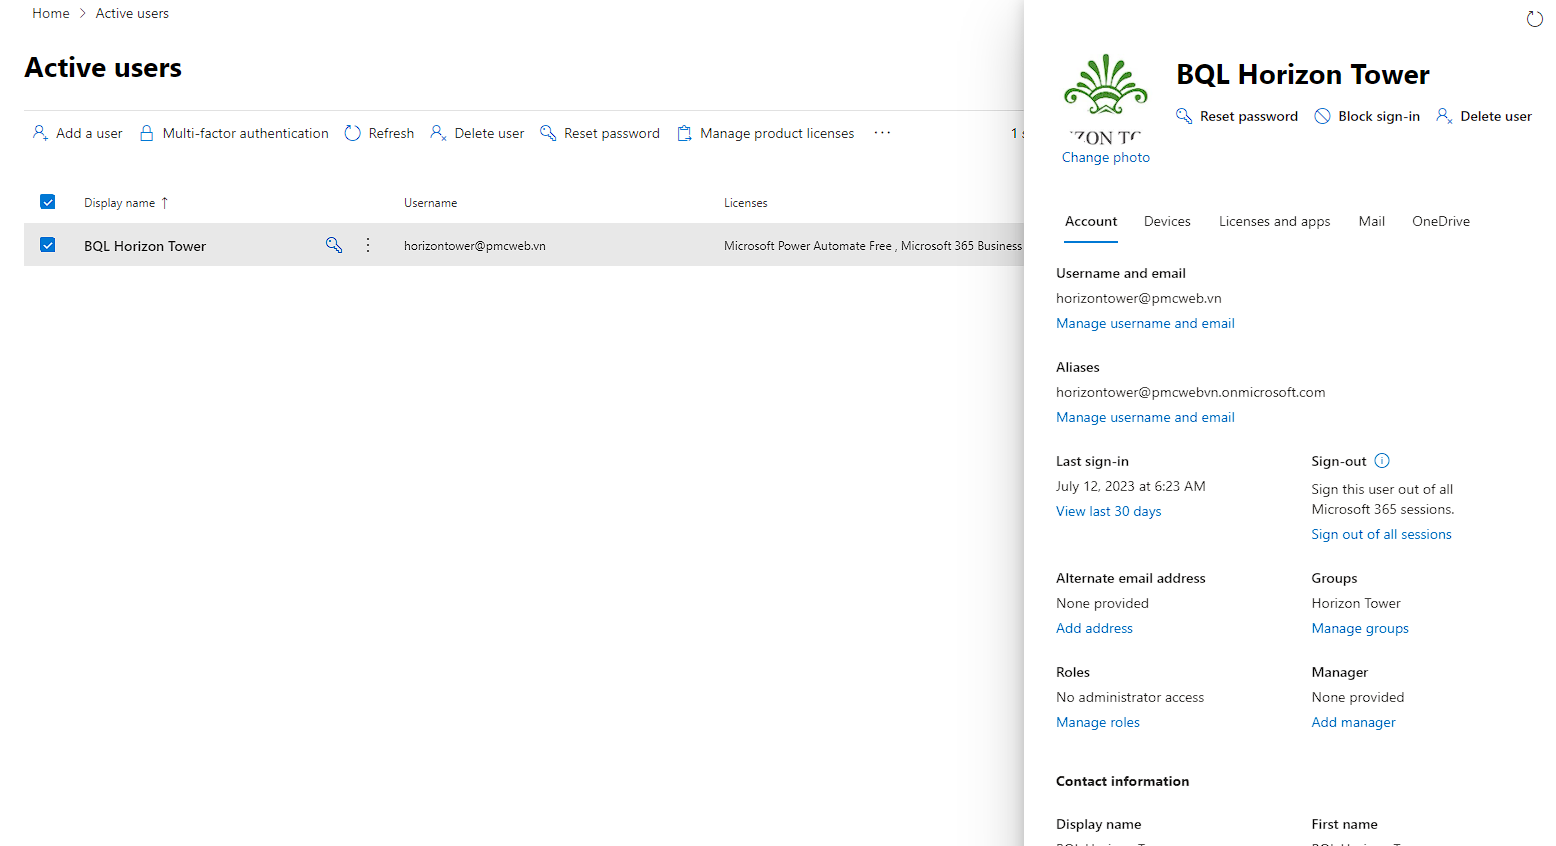 Home > Active users
Active users
Add a user Multi-factor authentication Refresh Delete user Reset password Manage product licenses ... 1
Display name ↑ Username Licenses
BQL Horizon Tower horizontower@pmcweb.vn Microsoft Power Automate Free , Microsoft 365 Business
BQL Horizon Tower
Reset password Block sign-in Delete user
ZON TO
Change photo
Account Devices Licenses and apps Mail OneDrive
Username and email
horizontower@pmcweb.vn
Manage username and email
Aliases
horizontower@pmcwebvn.onmicrosoft.com
Manage username and email
Last sign-in
July 12, 2023 at 6:23 AM
View last 30 days
Sign-out
Sign this user out of all
Microsoft 365 sessions.
Sign out of all sessions
Alternate email address
None provided
Add address
Groups
Horizon Tower
Manage groups
Roles
No administrator access
Manage roles
Manager
None provided
Add manager
Contact information
Display name
First name